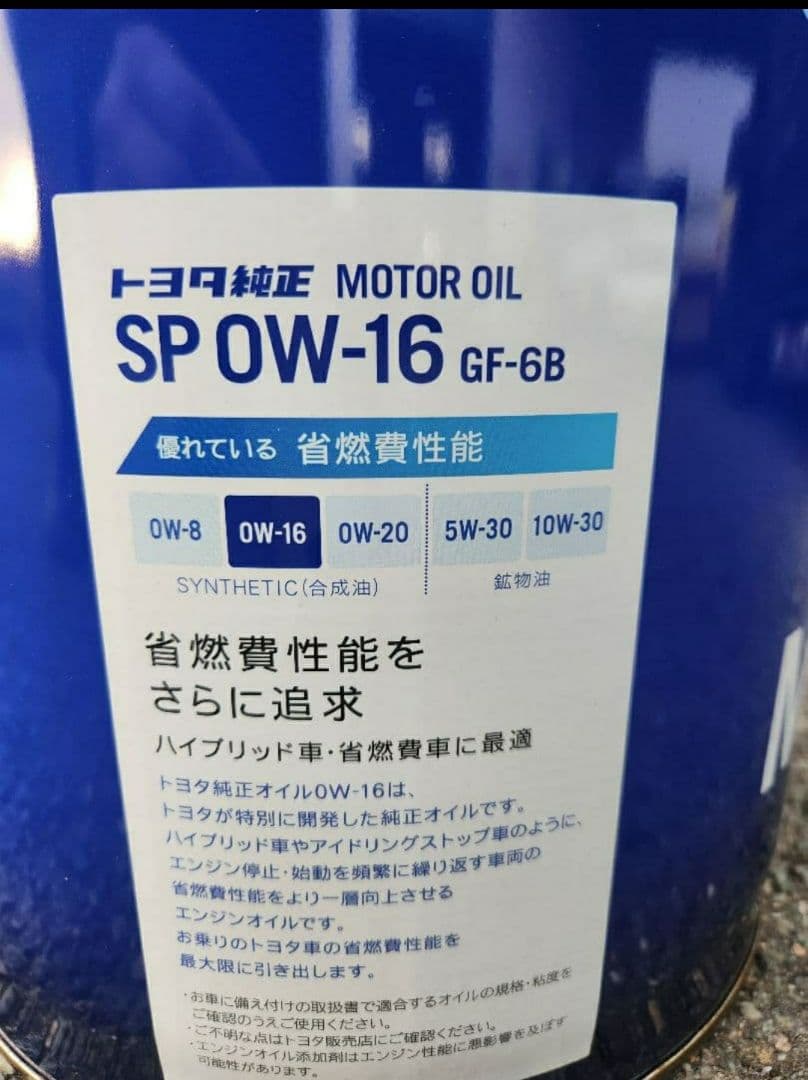 トヨタ純正 MOTOR OIL
SP 0W-16 GF-6B
優れている 省燃費性能
0W-8 0W-16 0W-20 5W-30 10W-30
SYNTHETIC(合成油) 鉱物油
省燃費性能を
さらに追求
ハイブリッド車・省燃費車に最適
トヨタ純正オイル0W-16は、
トヨタが特別に開発した純正オイルです。
ハイブリッド車やアイドリングストップ車のように、
エンジン停止・始動を頻繁に繰り返す車両の
省燃費性能をより一層向上させる
エンジンオイルです。
お乗りのトヨタ車の省燃費性能を
最大限に引き出します。
・お車に備え付けの取扱書で適合するオイルの規格・粘度を
ご確認のうえご使用ください。
・ご不明な点はトヨタ販売店にご確認ください。
・エンジンオイル添加剤はエンジン性能に悪影響を及ぼす
可能性があります。